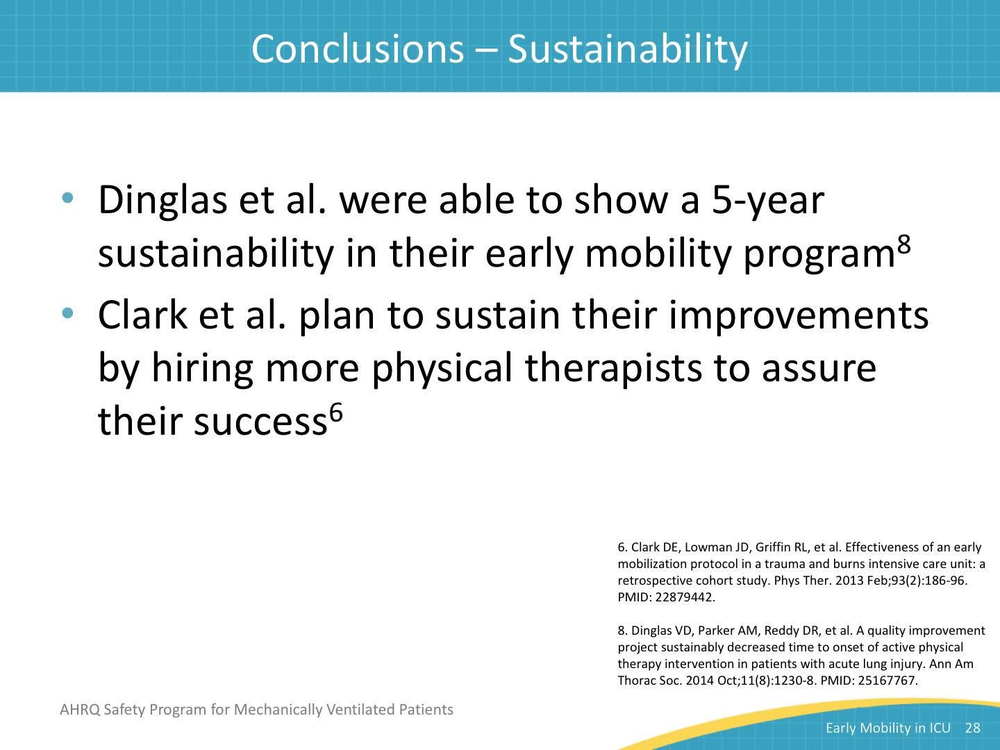 Conclusions – Sustainability
• Dinglas et al. were able to show a 5-year
sustainability in their early mobility program⁸
• Clark et al. plan to sustain their improvements
by hiring more physical therapists to assure
their success⁶
6. Clark DE, Lowman JD, Griffin RL, et al. Effectiveness of an early
mobilization protocol in a trauma and burns intensive care unit: a
retrospective cohort study. Phys Ther. 2013 Feb;93(2):186-96.
PMID: 22879442.
8. Dinglas VD, Parker AM, Reddy DR, et al. A quality improvement
project sustainably decreased time to onset of active physical
therapy intervention in patients with acute lung injury. Ann Am
Thorac Soc. 2014 Oct;11(8):1230-8. PMID: 25167767.
AHRQ Safety Program for Mechanically Ventilated Patients
Early Mobility in ICU 28